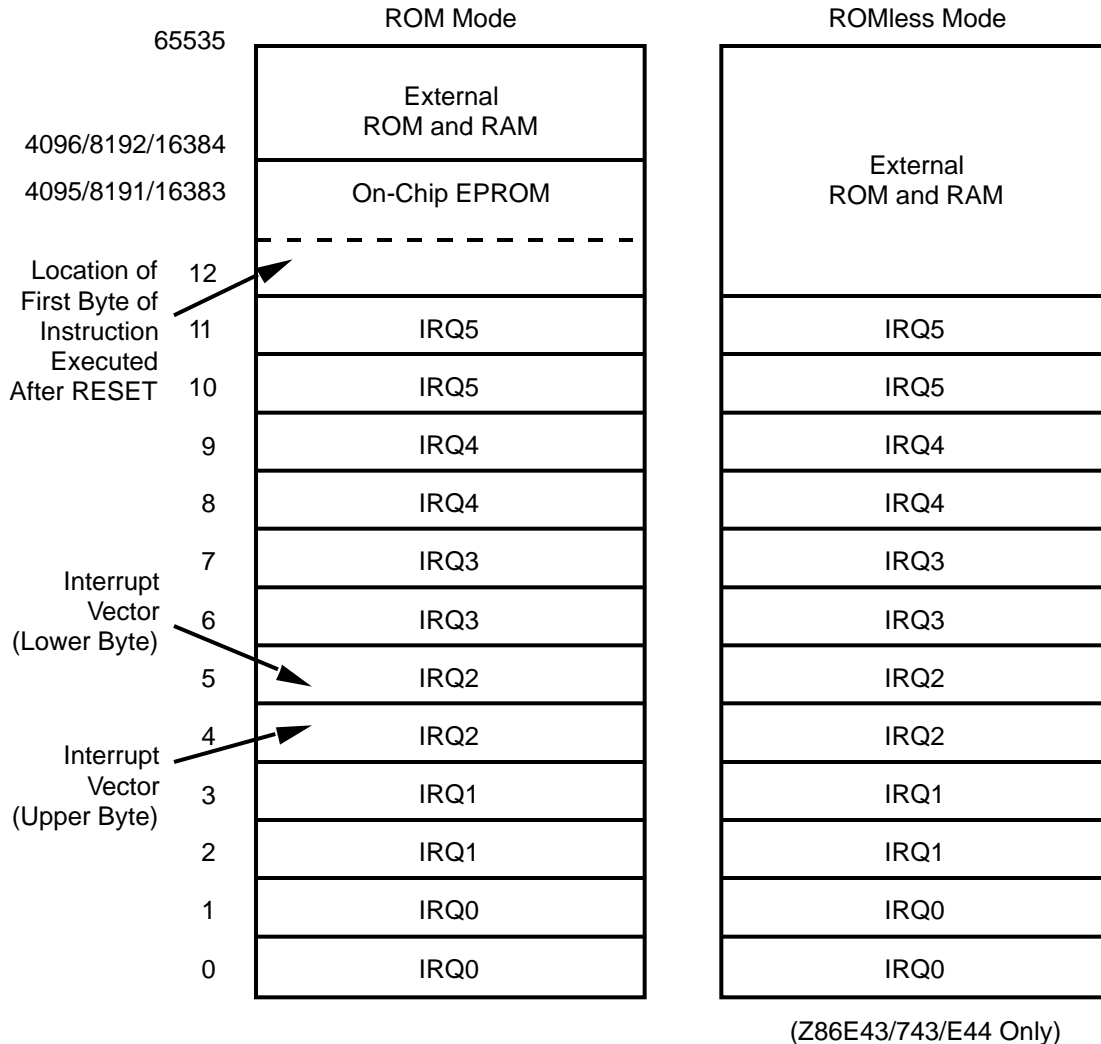 ROM Mode
ROMless Mode
65535
External
ROM and RAM
4096/8192/16384
4095/8191/16383
On-Chip EPROM
External
ROM and RAM
Location of
First Byte of
Instruction
Executed
After RESET
12
11
IRQ5
IRQ5
10
IRQ5
IRQ5
9
IRQ4
IRQ4
8
IRQ4
IRQ4
7
IRQ3
IRQ3
Interrupt
Vector
(Lower Byte)
6
IRQ3
IRQ3
5
IRQ2
IRQ2
4
IRQ2
IRQ2
Interrupt
Vector
(Upper Byte)
3
IRQ1
IRQ1
2
IRQ1
IRQ1
1
IRQ0
IRQ0
0
IRQ0
IRQ0
(Z86E43/743/E44 Only)